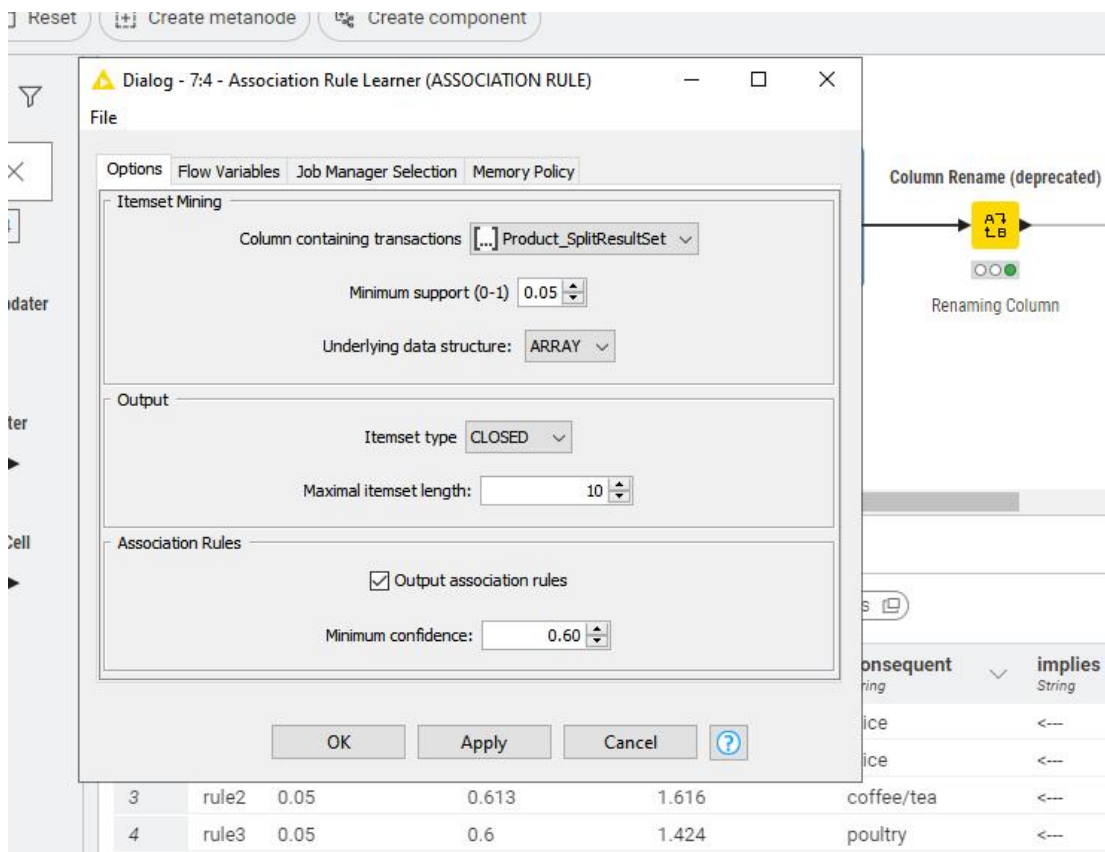 Reset
Create metanode
Create component
Dialog - 7:4 - Association Rule Learner (ASSOCIATION RULE)
File
Options
Flow Variables
Job Manager Selection
Memory Policy
Itemset Mining
Column containing transactions
[...] Product_SplitResultSet
Minimum support (0-1)
0.05
Underlying data structure:
ARRAY
Output
Itemset type
CLOSED
Maximal itemset length:
10
Association Rules
Output association rules
Minimum confidence:
0.60
OK
Apply
Cancel
?
Column Rename (deprecated)
Renaming Column
implies
String
<---
<---
3 rule2 0.05 0.613 1.616 coffee/tea <---
4 rule3 0.05 0.6 1.424 poultry <---